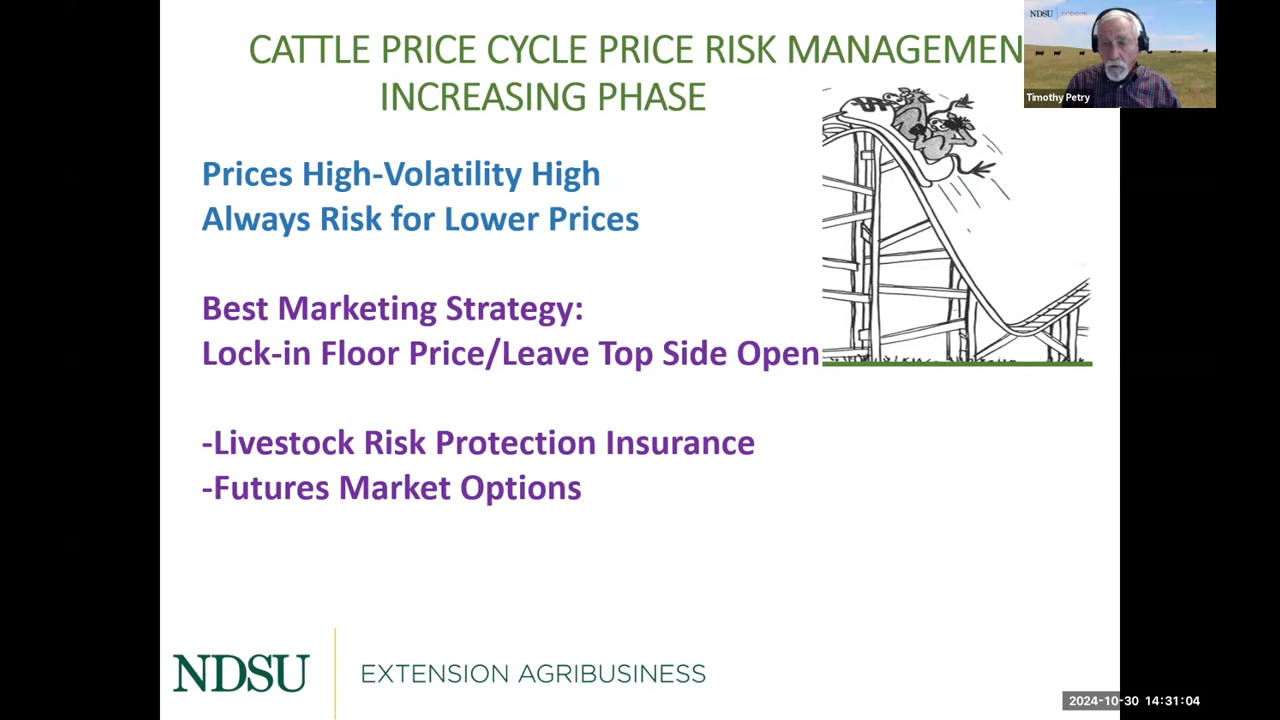 CATTLE PRICE CYCLE PRICE RISK MANAGEMEN
INCREASING PHASE
NDSU EXTENSION
Timothy Petry
Prices High-Volatility High
Always Risk for Lower Prices
Best Marketing Strategy:
Lock-in Floor Price/Leave Top Side Open
-Livestock Risk Protection Insurance
-Futures Market Options
NDSU EXTENSION AGRIBUSINESS
2024-10-30 14:31:04